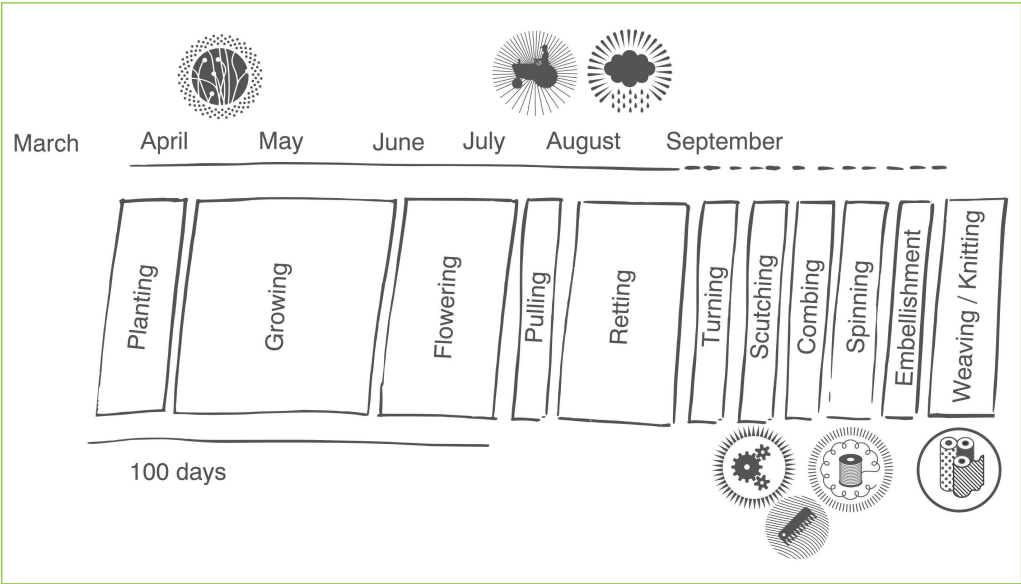 March April May June July August September
Planting
Growing
Flowering
Pulling
Retting
Turning
Scutching
Combing
Spinning
Embellishment
Weaving / Knitting
100 days